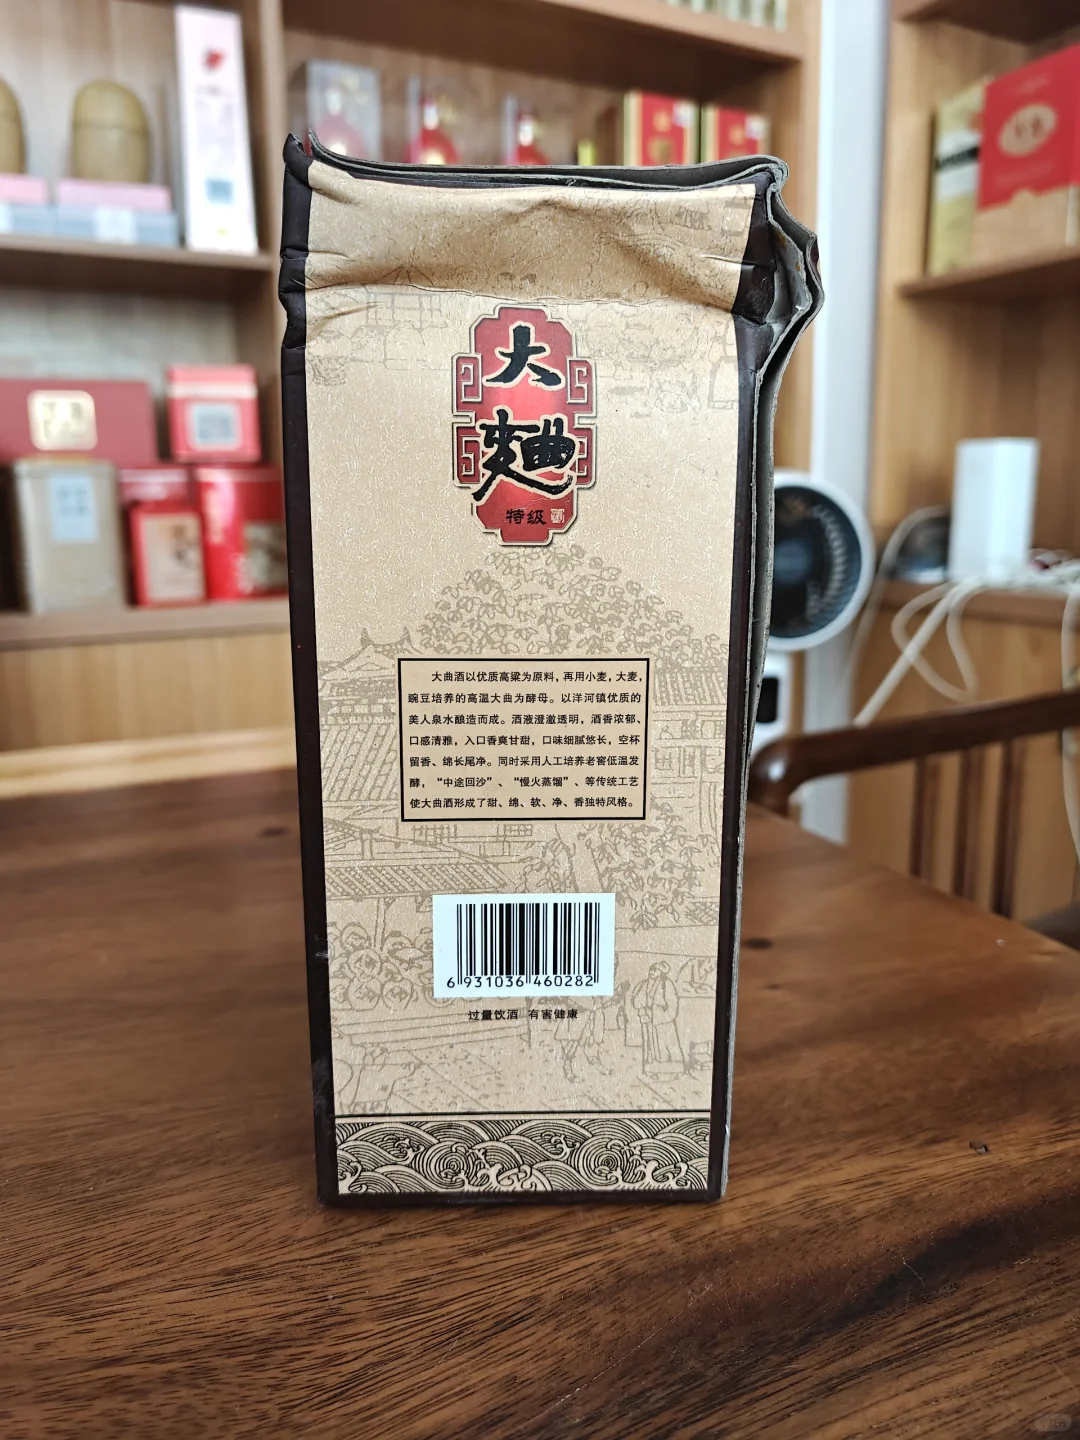 大
麯
特级
大曲酒以优质高粱为原料，再用小麦，大麦，
豌豆培养的高温大曲为酵母。以洋河镇优质的
美人泉水酿造而成。酒液澄澈透明，酒香浓郁、
口感清雅，入口香爽甘甜，口味细腻悠长，空杯
留香、绵长尾净。同时采用人工培养老窖低温发
酵，“中途回沙”、“慢火蒸馏”、等传统工艺
使大曲酒形成了甜、绵、软、净、香独特风格。
6 931036 460282
过量饮酒 有害健康